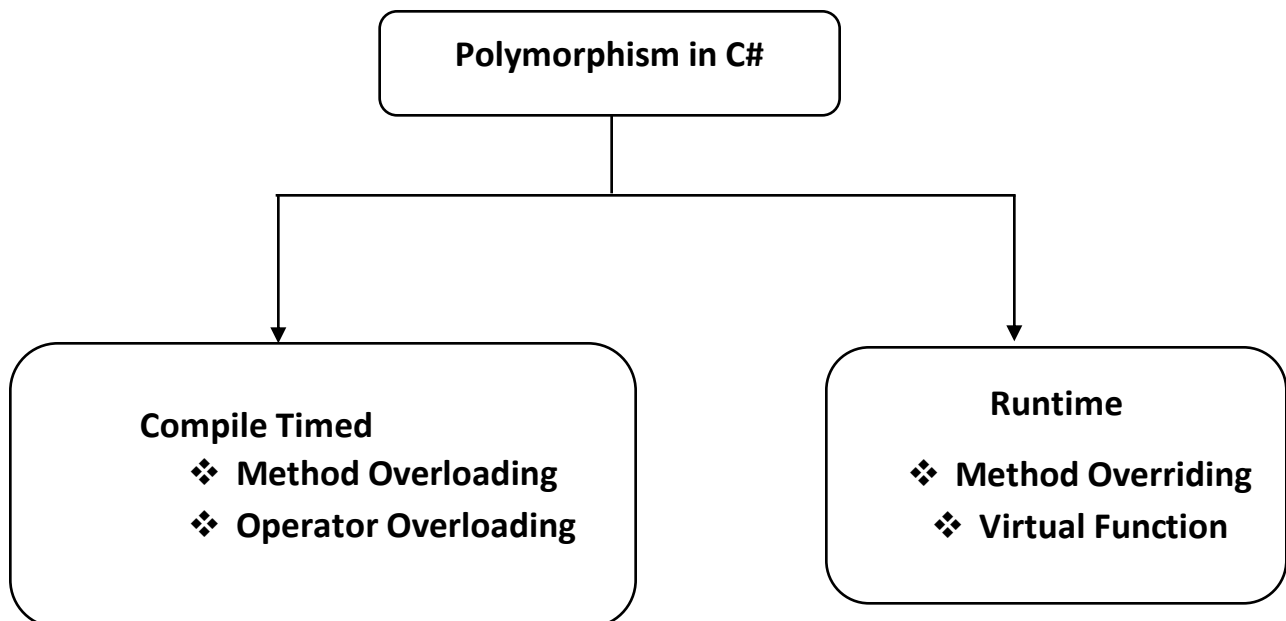 Polymorphism in C#
Compile Timed
❖ Method Overloading
❖ Operator Overloading
Runtime
❖ Method Overriding
❖ Virtual Function